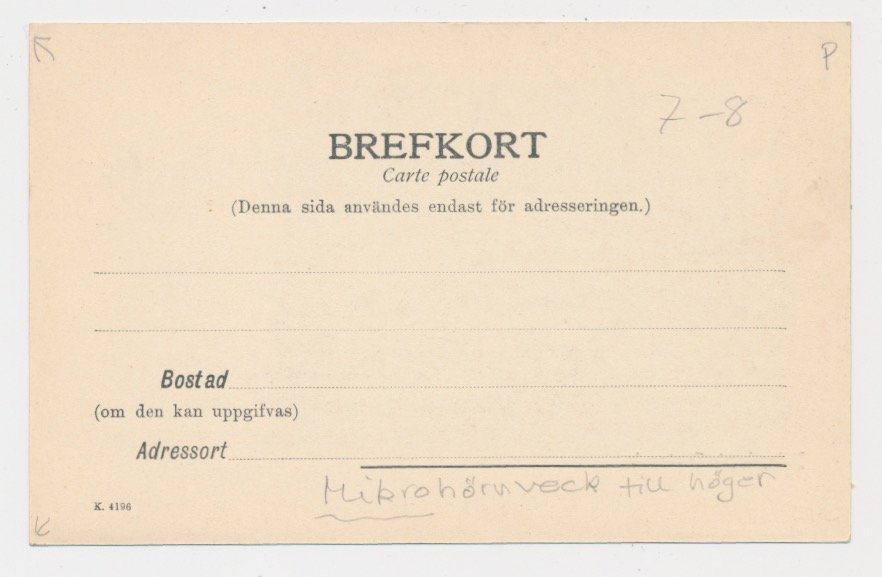 P
7-8
BREFKORT
Carte postale
(Denna sida användes endast för adresseringen.)
Bostad
(om den kan uppgifvas)
Adressort
Mikrohörnveck till höger
K. 4196